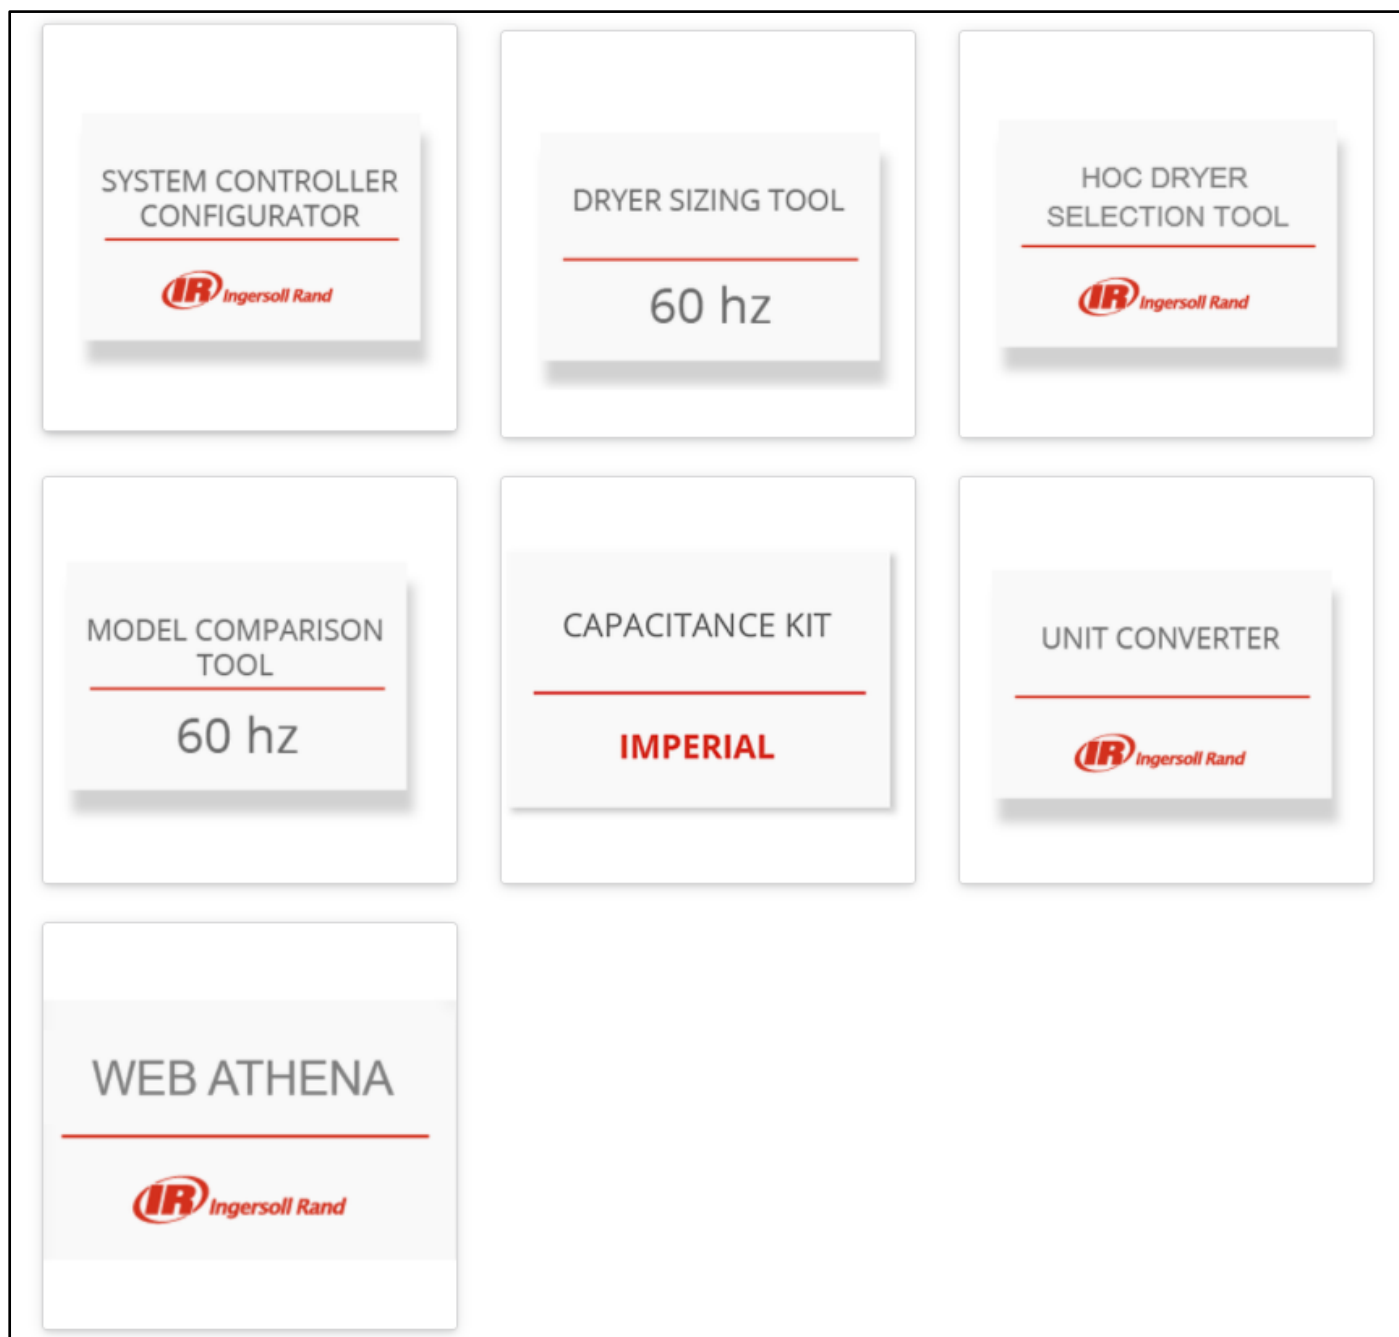 SYSTEM CONTROLLER
CONFIGURATOR
IR Ingersoll Rand
DRYER SIZING TOOL
60 hz
HOC DRYER
SELECTION TOOL
IR Ingersoll Rand
MODEL COMPARISON
TOOL
60 hz
CAPACITANCE KIT
IMPERIAL
UNIT CONVERTER
IR Ingersoll Rand
WEB ATHENA
IR Ingersoll Rand